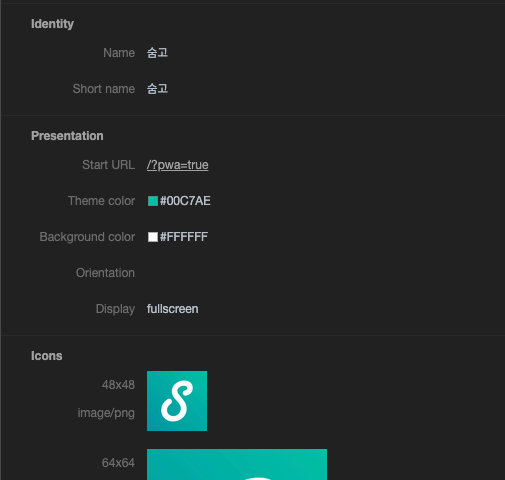 Identity
Name 숨고
Short name 숨고
Presentation
Start URL /?pwa=true
Theme color #00C7AE
Background color #FFFFFF
Orientation
Display fullscreen
Icons
48x48
image/png
64x64